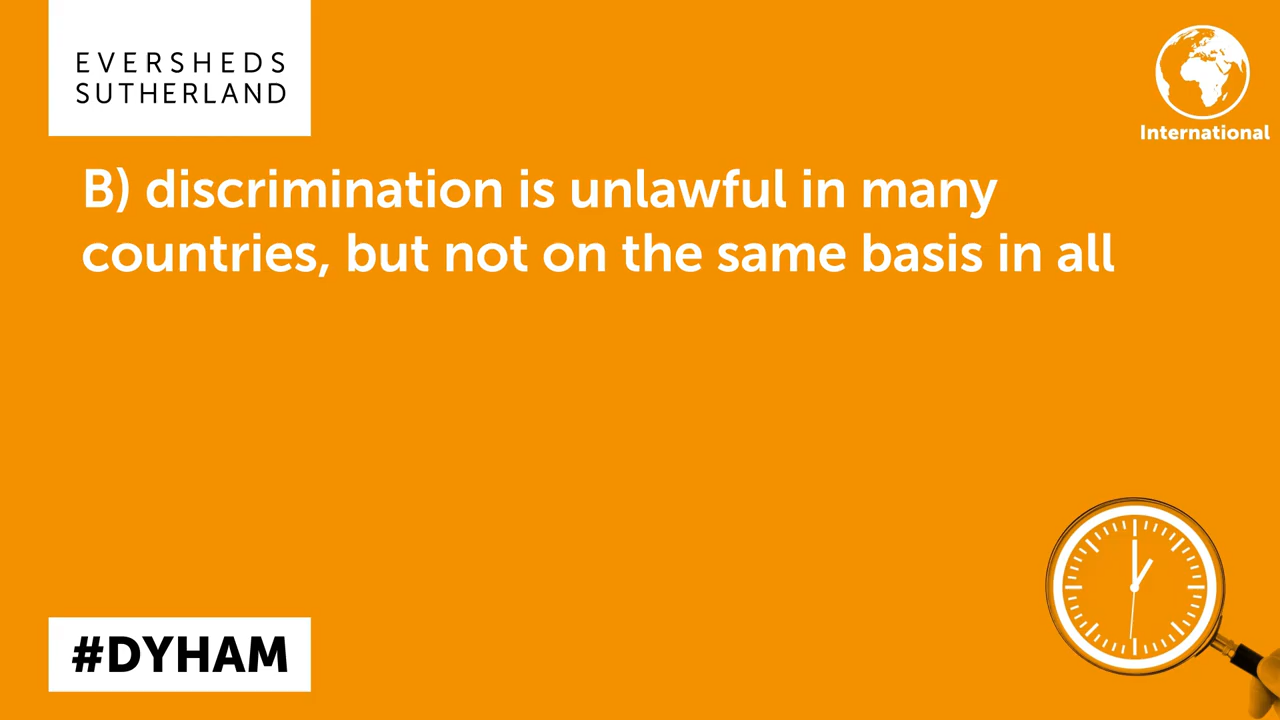 EVERSHEDS
SUTHERLAND
International
B) discrimination is unlawful in many
countries, but not on the same basis in all
#DYHAM